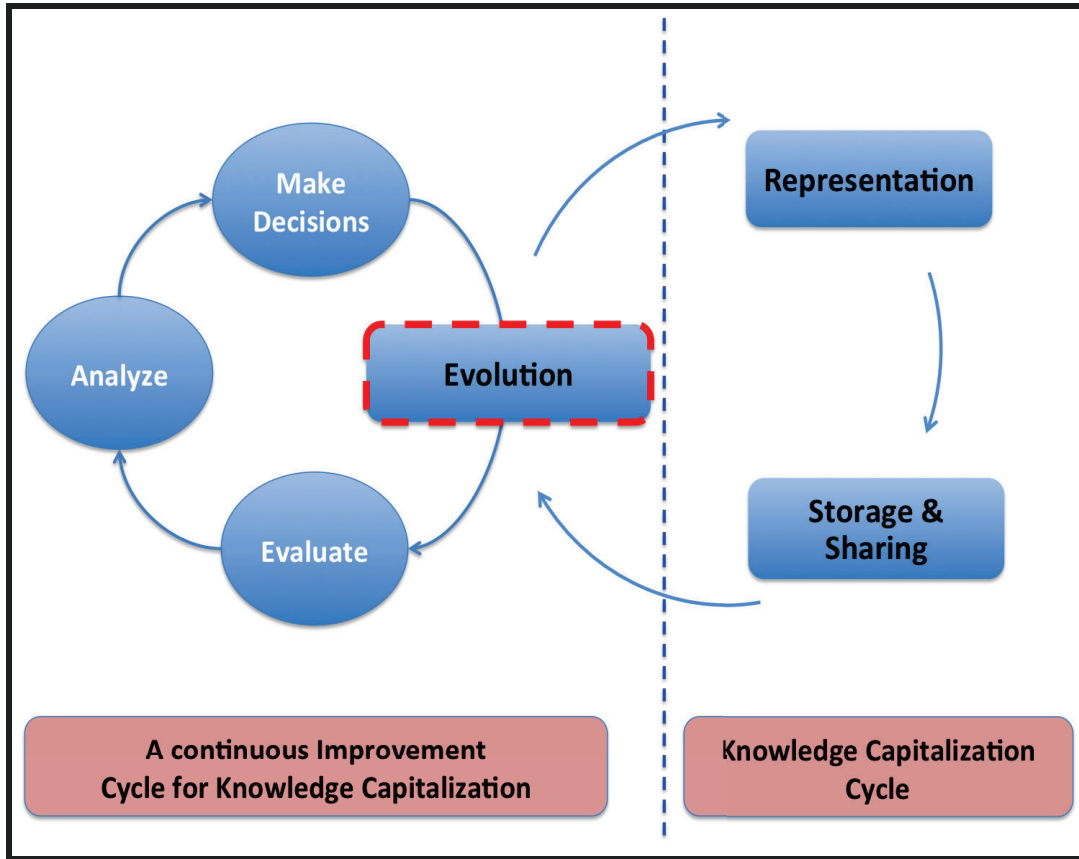 Make
Decisions
Representation
Analyze
Evolution
Storage &
Sharing
Evaluate
A continuous Improvement
Cycle for Knowledge Capitalization
Knowledge Capitalization
Cycle